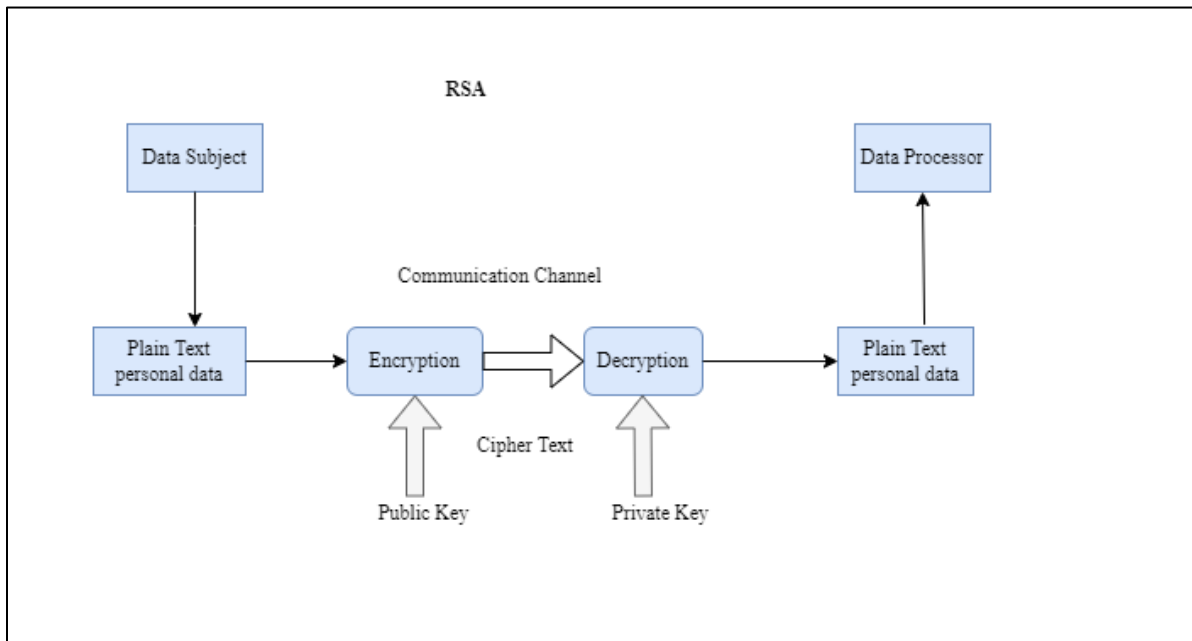 RSA
Data Subject
Data Processor
Communication Channel
Plain Text
personal data
Encryption
Decryption
Plain Text
personal data
Cipher Text
Public Key
Private Key